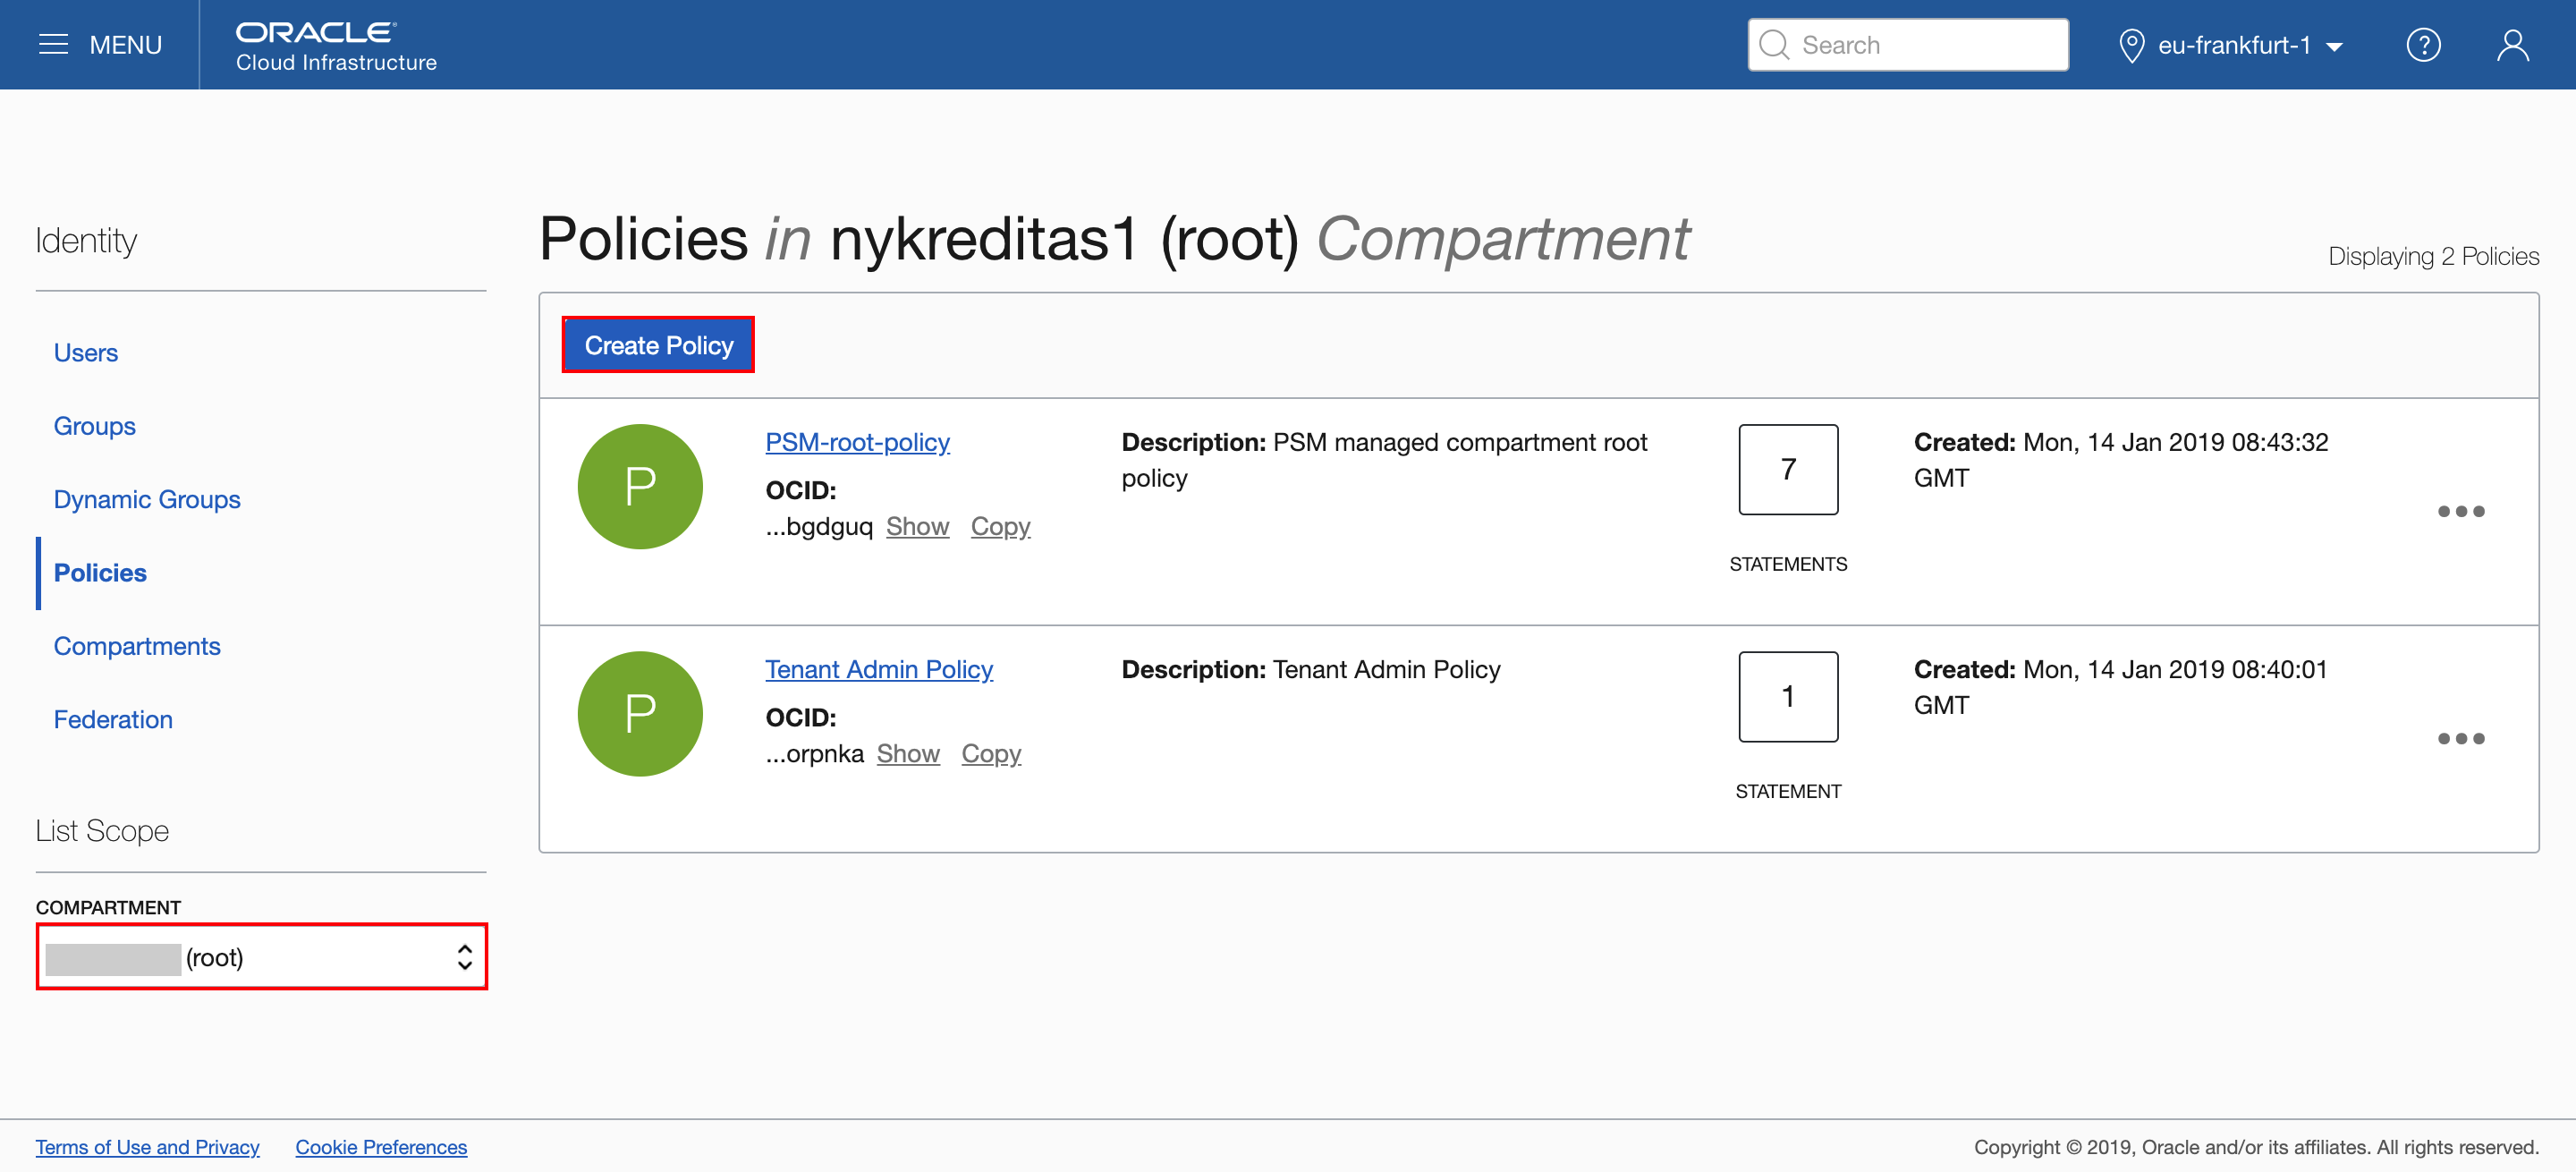 MENU
ORACLE
Cloud Infrastructure
Search
eu-frankfurt-1
?
Identity
Users
Groups
Dynamic Groups
Policies
Compartments
Federation
List Scope
COMPARTMENT
(root)
Policies in nykreditas1 (root) Compartment
Displaying 2 Policies
Create Policy
P
PSM-root-policy
OCID:
...bgdguq Show Copy
Description: PSM managed compartment root
policy
7
STATEMENTS
Created: Mon, 14 Jan 2019 08:43:32
GMT
P
Tenant Admin Policy
OCID:
...orpnka Show Copy
Description: Tenant Admin Policy
1
STATEMENT
Created: Mon, 14 Jan 2019 08:40:01
GMT
Terms of Use and Privacy Cookie Preferences
Copyright © 2019, Oracle and/or its affiliates. All rights reserved.